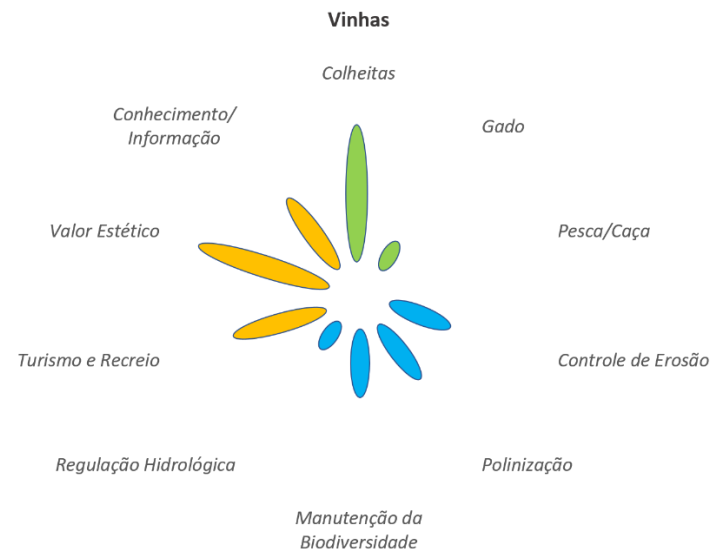 Vinhas
Colheitas
Conhecimento/
Informação
Gado
Valor Estético
Pesca/Caça
Turismo e Recreio
Controle de Erosão
Regulação Hidrológica
Polinização
Manutenção da
Biodiversidade